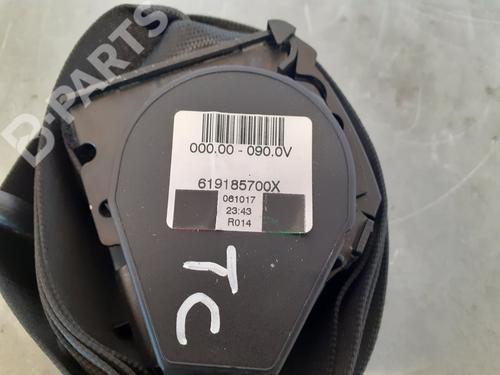 B-PARTS
000.00 - 090.0V
619185700X
061017
23:43
R014
TC